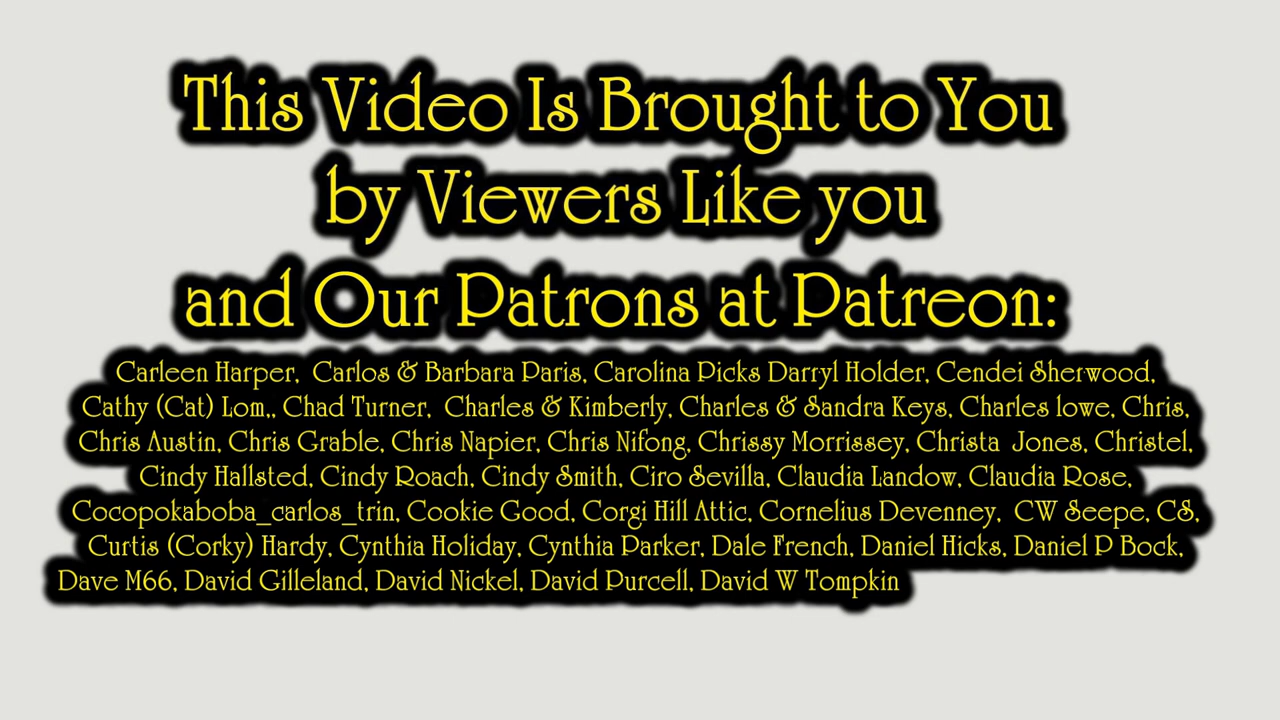 This Video Is Brought to You
by Viewers Like you
and Our Patrons at Patreon:
Carleen Harper,  Carlos & Barbara Paris, Carolina Picks Darryl Holder, Cendei Sherwood,
Cathy (Cat) Lom,, Chad Turner,  Charles & Kimberly, Charles & Sandra Keys, Charles lowe, Chris,
Chris Austin, Chris Grable, Chris Napier, Chris Nifong, Chrissy Morrissey, Christa  Jones, Christel,
Cindy Hallsted, Cindy Roach, Cindy Smith, Ciro Sevilla, Claudia Landow, Claudia Rose,
Cocopokaboba_carlos_trin, Cookie Good, Corgi Hill Attic, Cornelius Devenney,  CW Seepe, CS,
Curtis (Corky) Hardy, Cynthia Holiday, Cynthia Parker, Dale French, Daniel Hicks, Daniel P Bock,
Dave M66, David Gilleland, David Nickel, David Purcell, David W Tompkin